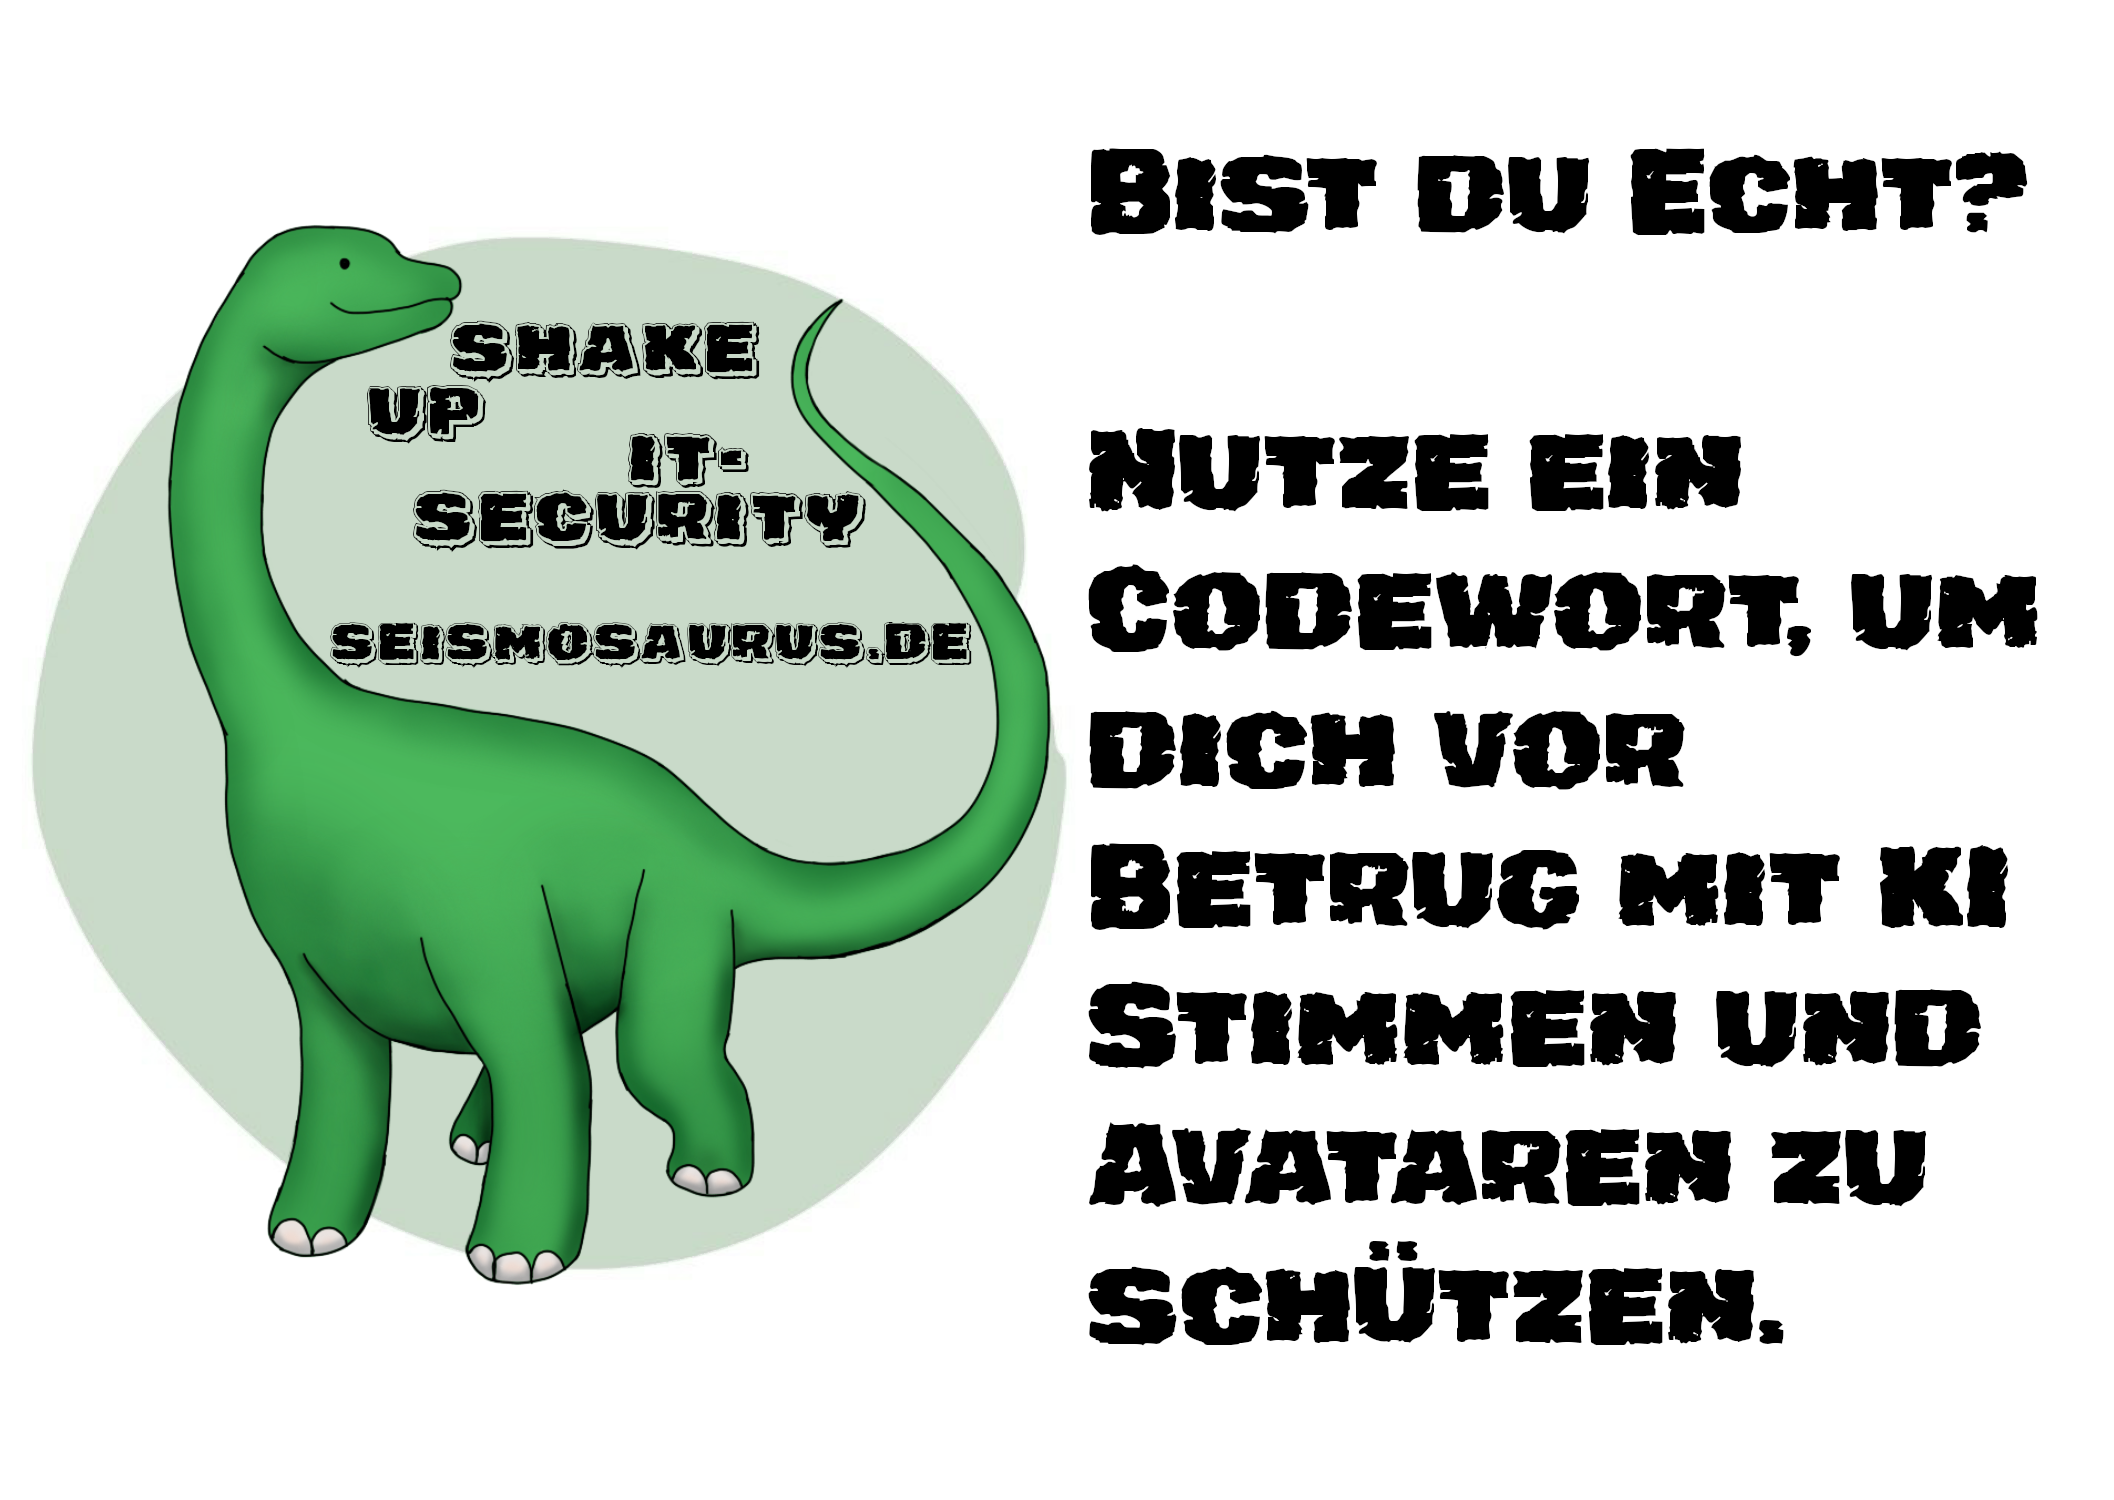 SHAKE
UP
IT-
SECURITY
SEISMOSAURUS.DE
Bist du Echt?
Nutze ein
Codewort, um
dich vor
Betrug mit KI
Stimmen und
Avataren zu
schützen.